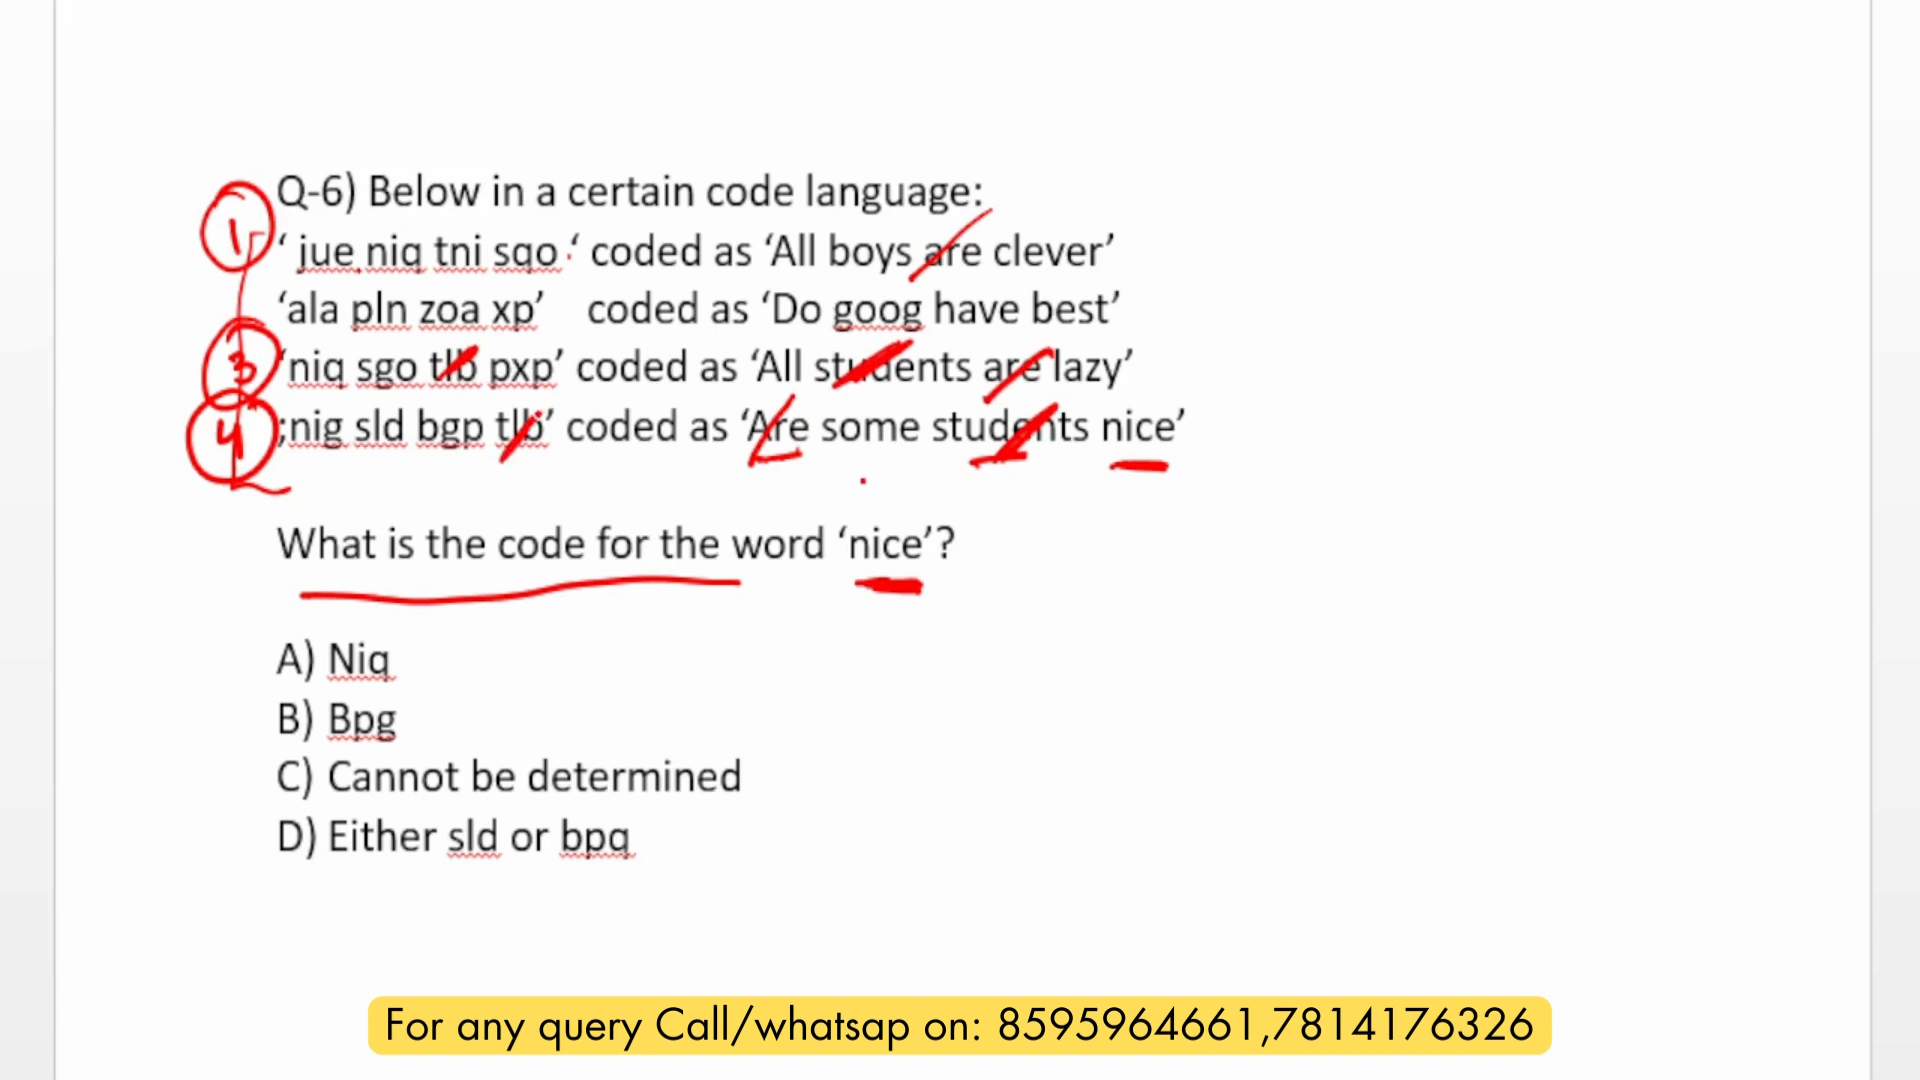 Q-6) Below in a certain code language:
1 ‘ jue niq tni sqo ‘ coded as ‘All boys are clever’
‘ala pln zoa xp’ coded as ‘Do goog have best’
3 ‘niq sgo tlb pxp’ coded as ‘All students are lazy’
4 ;nig sld bgp tlb’ coded as ‘Are some students nice’
What is the code for the word ‘nice’?
A) Niq
B) Bpg
C) Cannot be determined
D) Either sld or bpq
For any query Call/whatsap on: 8595964661,7814176326